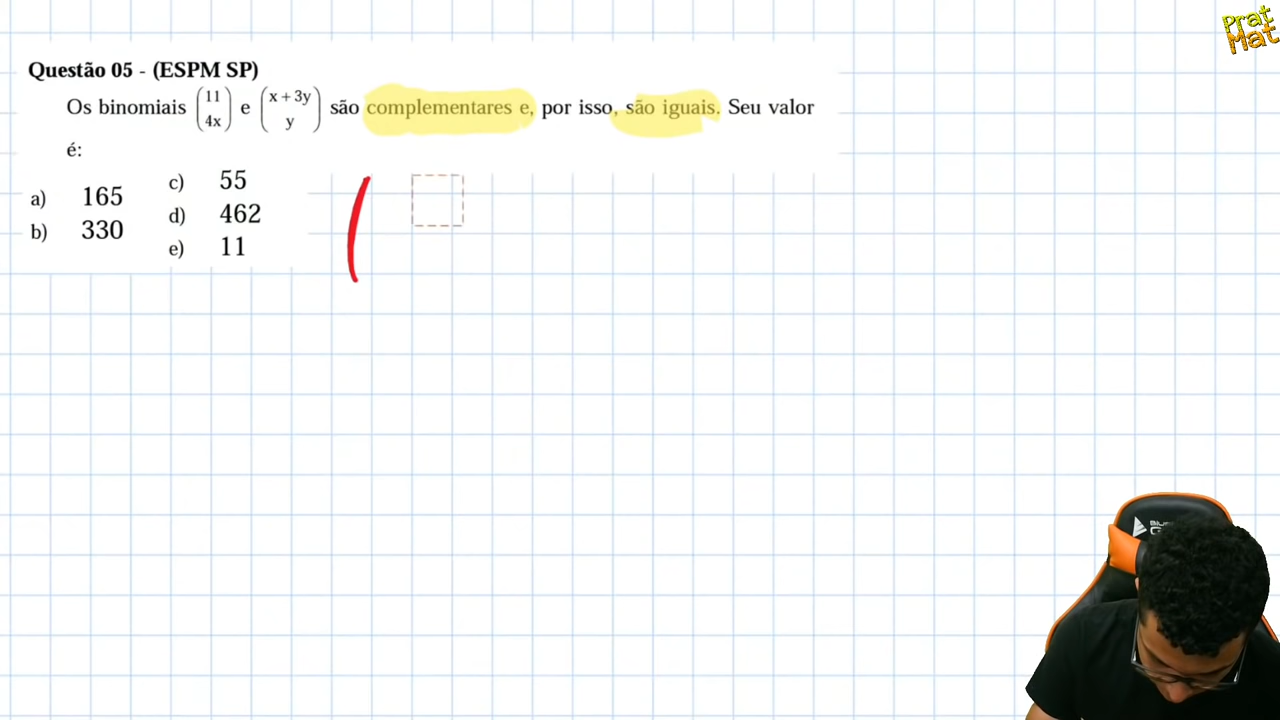 Prat
Mat
Questão 05 - (ESPM SP)
Os binomiais (11 4x) e (x + 3y y) são complementares e, por isso, são iguais. Seu valor
é:
a) 165
b) 330
c) 55
d) 462
e) 11